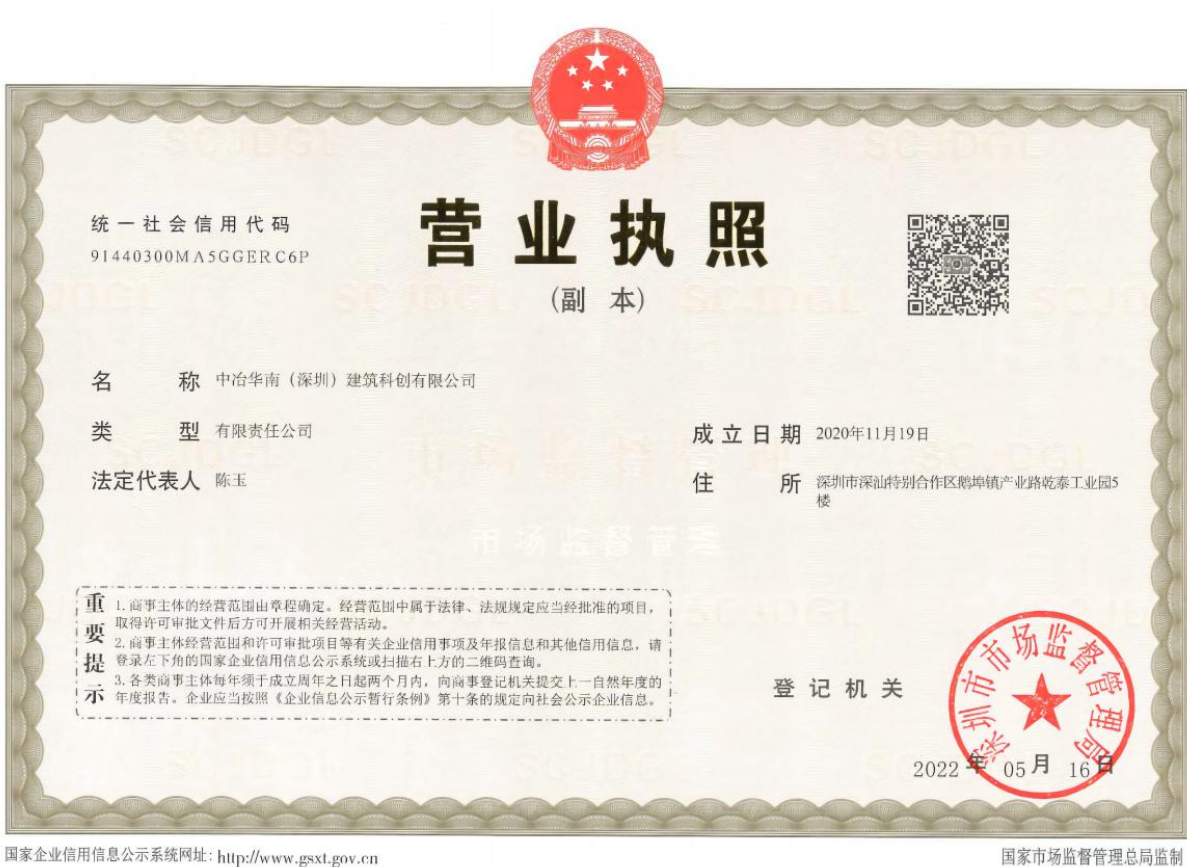 统一社会信用代码
91440300MA5GGERC6P
营业执照
(副 本)
名 称 中冶华南（深圳）建筑科创有限公司
类 型 有限责任公司
法定代表人 陈玉
成立日期 2020年11月19日
住 所 深圳市深汕特别合作区鹅埠镇产业路乾泰工业园5
楼
市场监督管理
重要提示
1.商事主体的经营范围由章程确定。经营范围中属于法律、法规规定应当经批准的项目，
取得许可审批文件后方可开展相关经营活动。
2.商事主体经营范围和许可审批项目等有关企业信用事项及年报信息和其他信用信息，请
登录左下角的国家企业信用信息公示系统或扫描右上方的二维码查询。
3.各类商事主体每年须于成立周年之日起两个月内，向商事登记机关提交上一自然年度的
年度报告。企业应当按照《企业信息公示暂行条例》第十条的规定向社会公示企业信息。
登记机关
深圳市市场监督管理局
2022年05月16日
国家企业信用信息公示系统网址：http://www.gsxt.gov.cn
国家市场监督管理总局监制